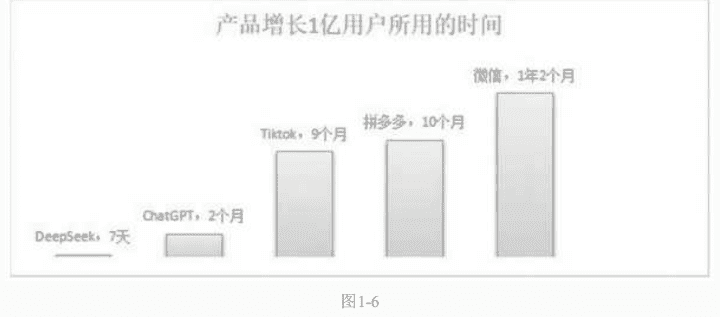 产品增长1亿用户所用的时间
微信，1年2个月
拼多多，10个月
Tiktok，9个月
ChatGPT，2个月
DeepSeek，7天
图1-6